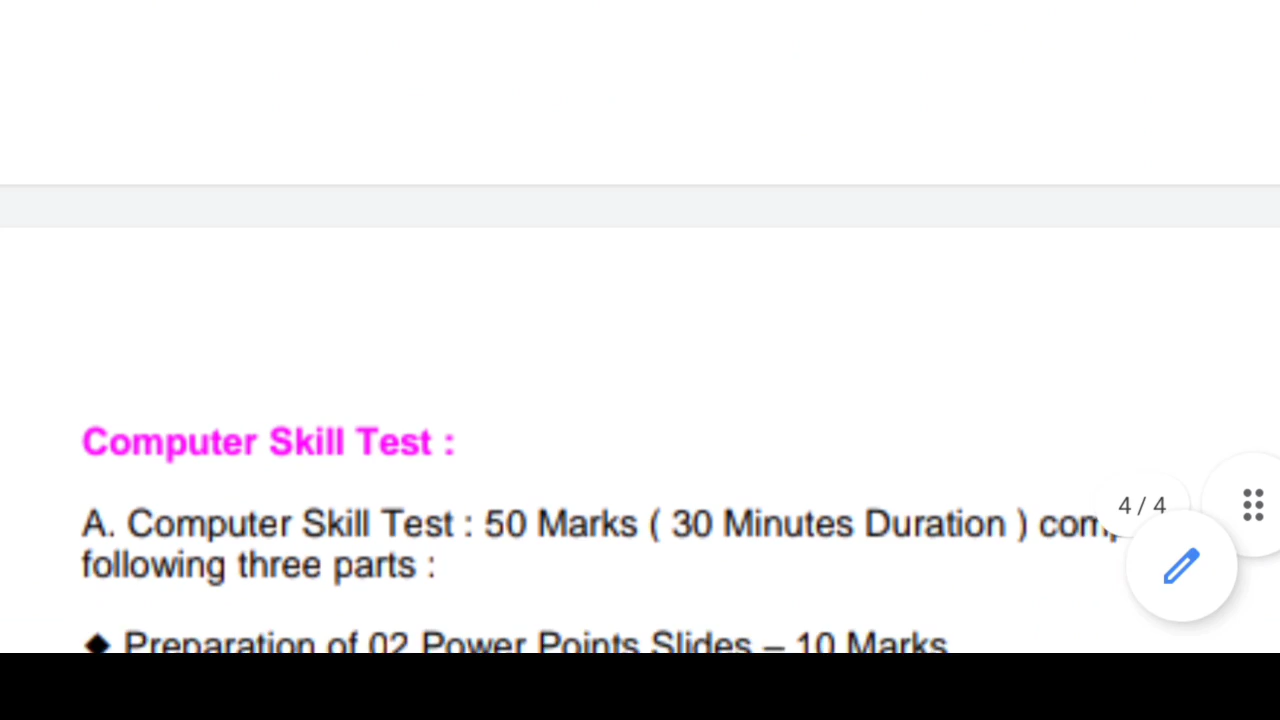 Computer Skill Test :
A. Computer Skill Test : 50 Marks ( 30 Minutes Duration )
4 / 4
following three parts :
◆ Preparation of 02 Power Points Slides – 10 Marks